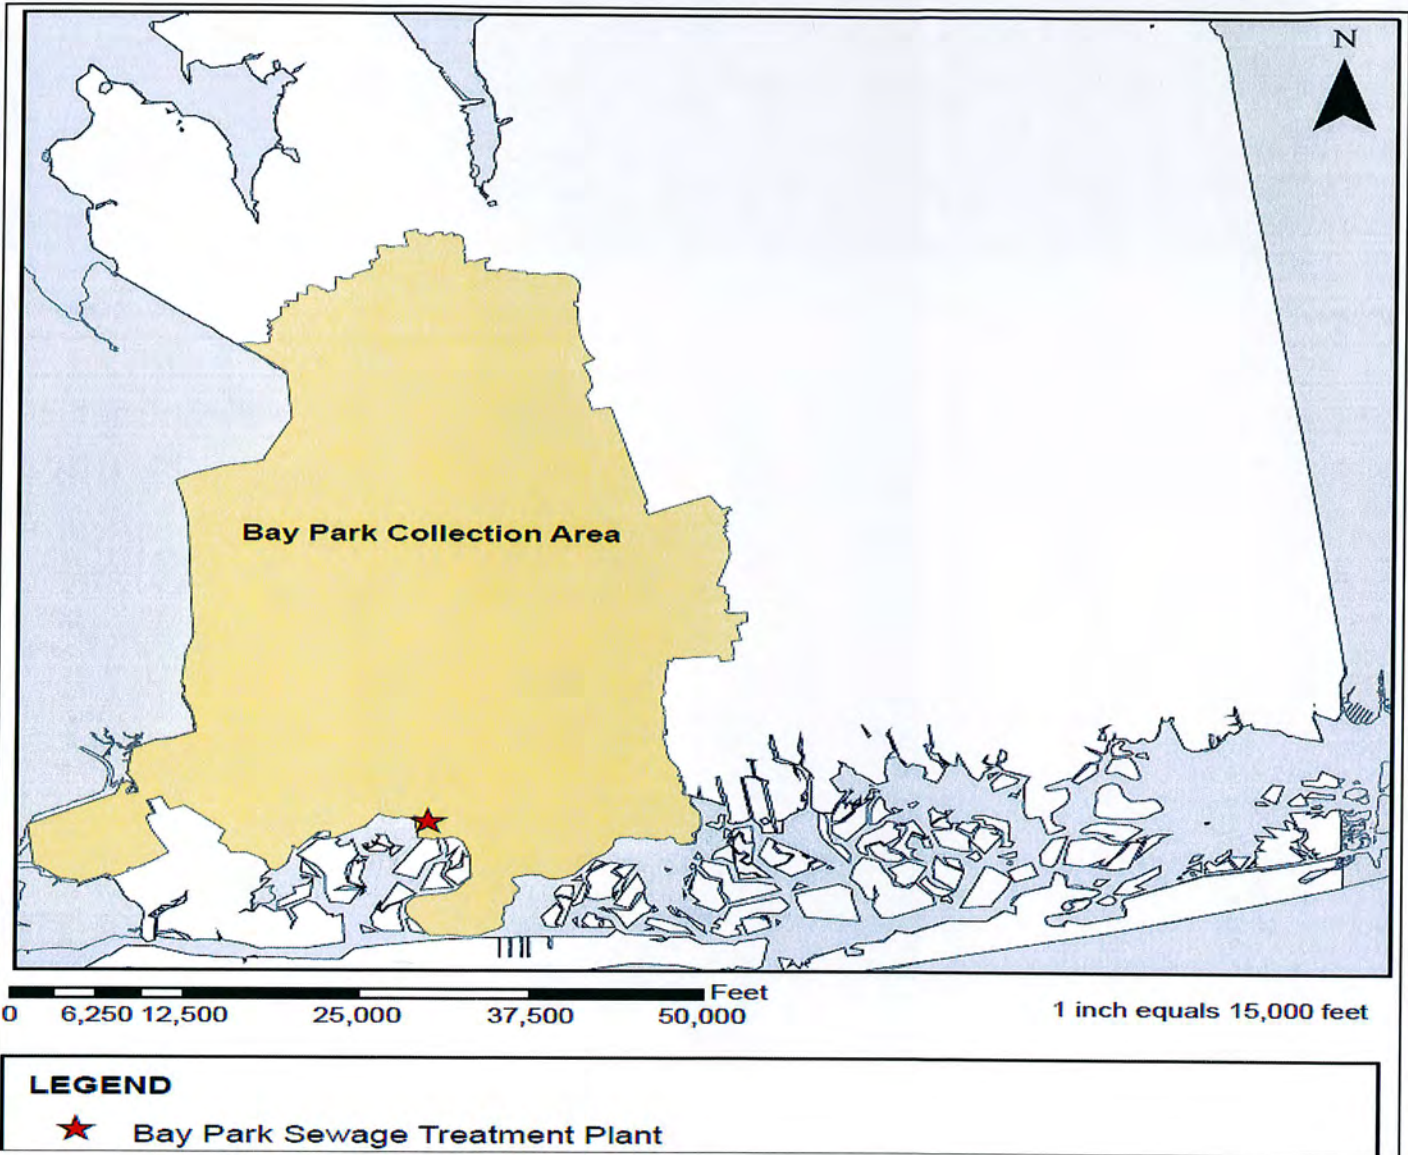 N
Bay Park Collection Area
Feet
0 6,250 12,500 25,000 37,500 50,000
1 inch equals 15,000 feet
LEGEND
Bay Park Sewage Treatment Plant